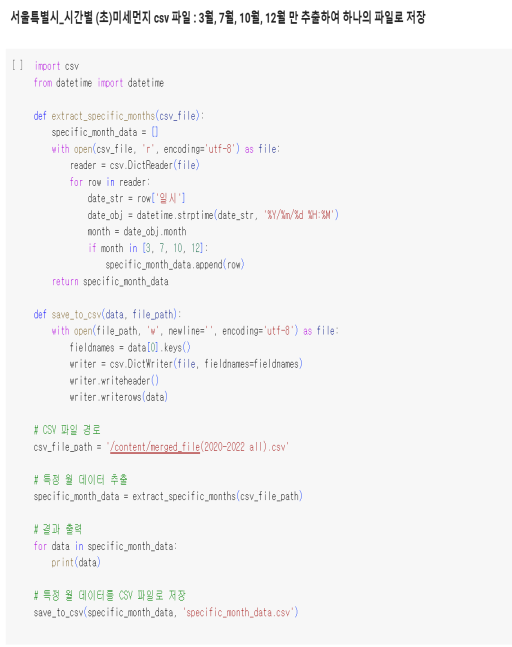 서울특별시_시간별 (초)미세먼지 csv 파일 : 3월, 7월, 10월, 12월 만 추출하여 하나의 파일로 저장
[ ] import csv
from datetime import datetime
def extract_specific_months(csv_file):
specific_month_data = []
with open(csv_file, 'r', encoding='utf-8') as file:
reader = csv.DictReader(file)
for row in reader:
date_str = row['일시']
date_obj = datetime.strptime(date_str, '%Y/%m/%d %H:%M')
month = date_obj.month
if month in [3, 7, 10, 12]:
specific_month_data.append(row)
return specific_month_data
def save_to_csv(data, file_path):
with open(file_path, 'w', newline='', encoding='utf-8') as file:
fieldnames = data[0].keys()
writer = csv.DictWriter(file, fieldnames=fieldnames)
writer.writeheader()
writer.writerows(data)
# CSV 파일 경로
csv_file_path = '/content/merged_file(2020-2022 all).csv'
# 특정 월 데이터 추출
specific_month_data = extract_specific_months(csv_file_path)
# 결과 출력
for data in specific_month_data:
print(data)
# 특정 월 데이터를 CSV 파일로 저장
save_to_csv(specific_month_data, 'specific_month_data.csv')